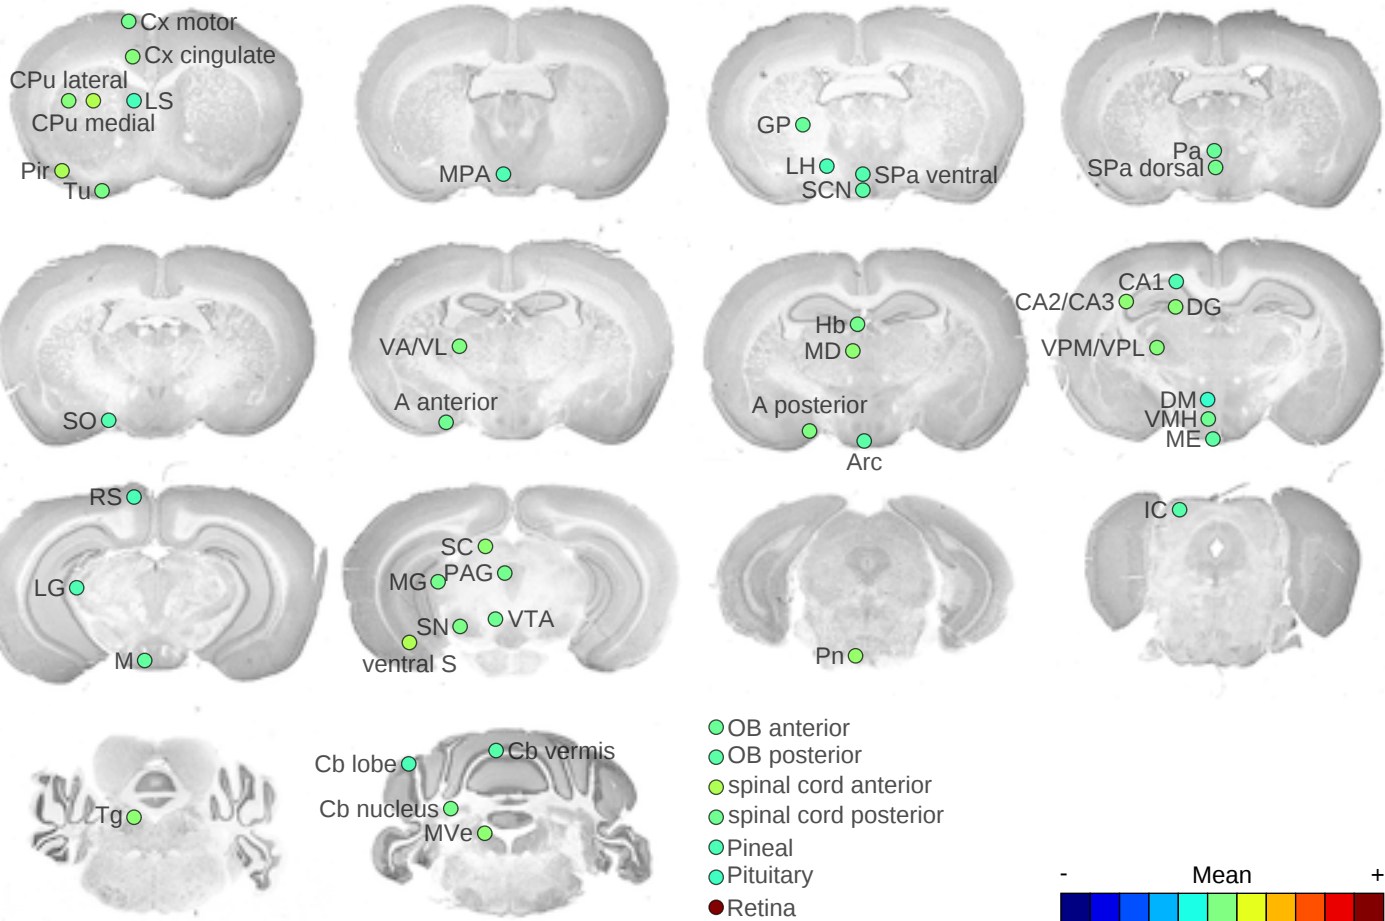 Cx motor
Cx cingulate
CPu lateral
LS
CPu medial
Pir
Tu
MPA
GP
LH
SPa ventral
SCN
Pa
SPa dorsal
SO
VA/VL
A anterior
Hb
MD
A posterior
Arc
CA1
CA2/CA3
DG
VPM/VPL
DM
VMH
ME
RS
LG
M
SC
MG
PAG
SN
VTA
ventral S
Pn
IC
Tg
Cb lobe
Cb vermis
Cb nucleus
MVe
OB anterior
OB posterior
spinal cord anterior
spinal cord posterior
Pineal
Pituitary
Retina
- Mean +